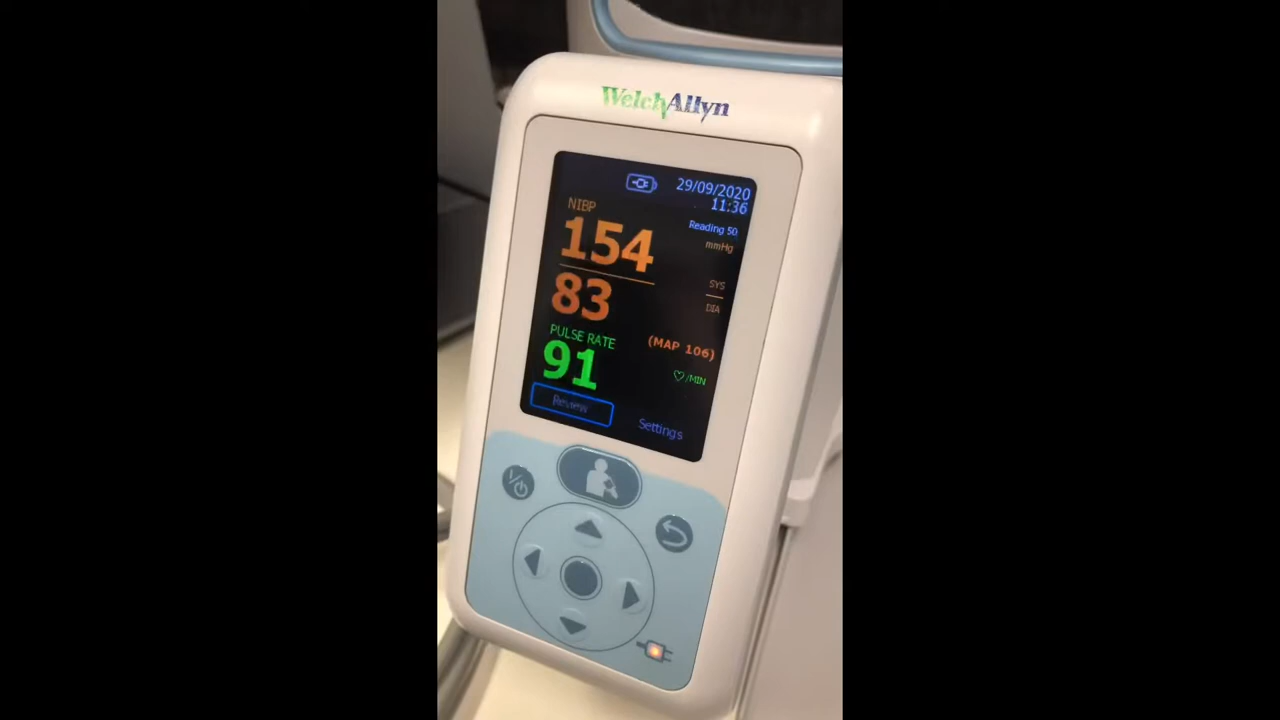 WelchAllyn
29/09/2020
11:36
NIBP
Reading 50
154
mmHg
83
SYS
DIA
PULSE RATE
(MAP 106)
91
/MIN
Review
Settings